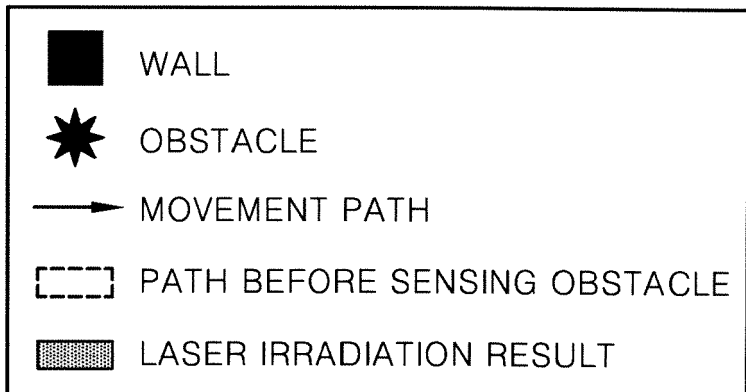 WALL
OBSTACLE
MOVEMENT PATH
PATH BEFORE SENSING OBSTACLE
LASER IRRADIATION RESULT